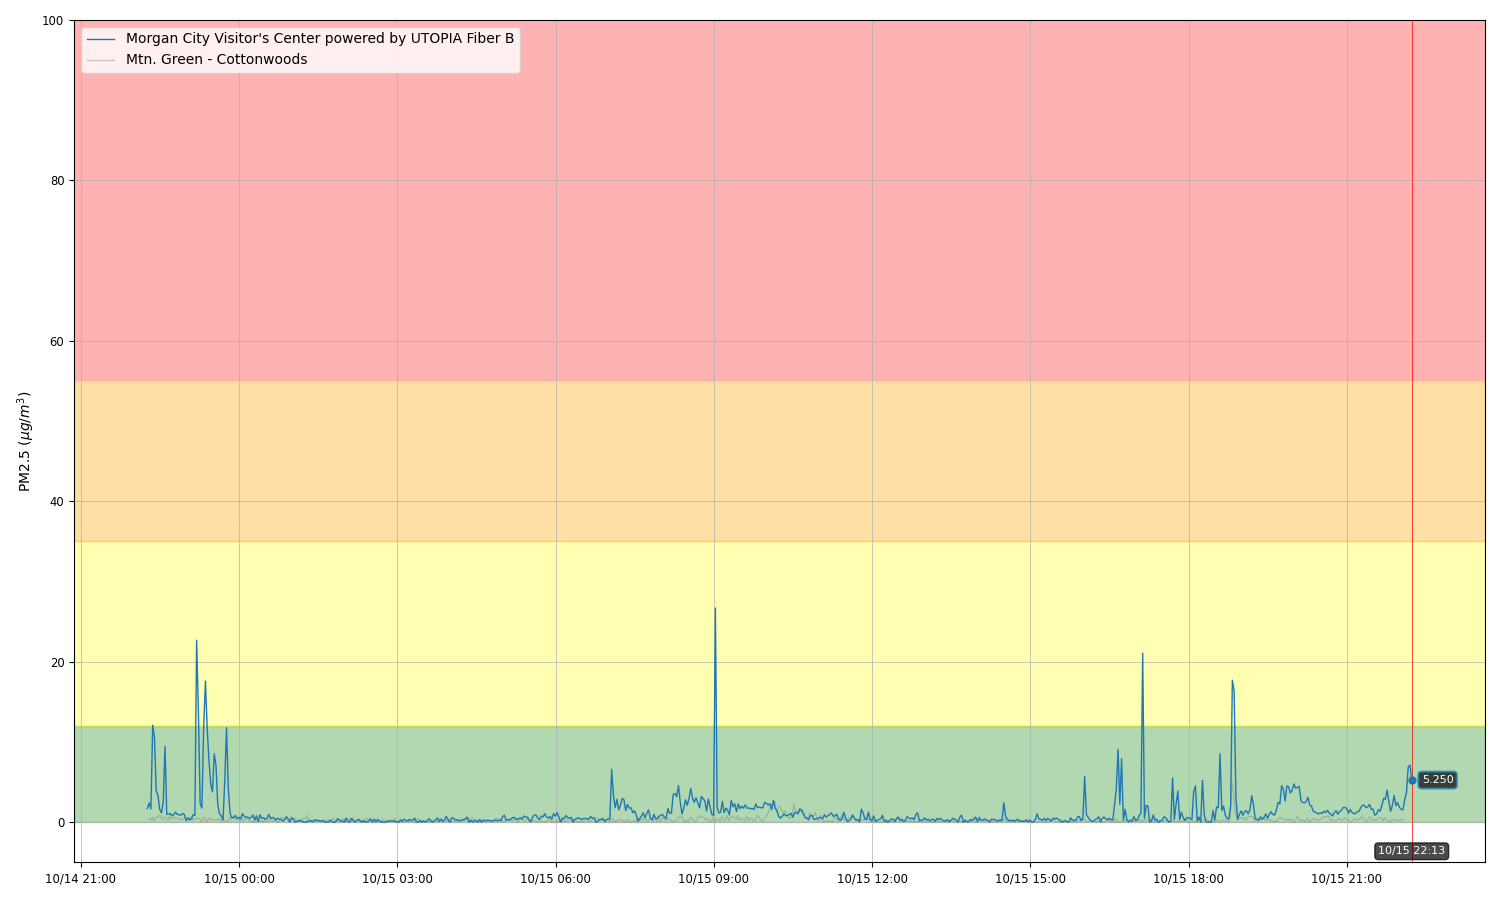 100
Morgan City Visitor's Center powered by UTOPIA Fiber B
Mtn. Green - Cottonwoods
80
60
PM2.5 (μg/m³)
40
20
5.250
0
10/15 22:13
10/14 21:00 10/15 00:00 10/15 03:00 10/15 06:00 10/15 09:00 10/15 12:00 10/15 15:00 10/15 18:00 10/15 21:00